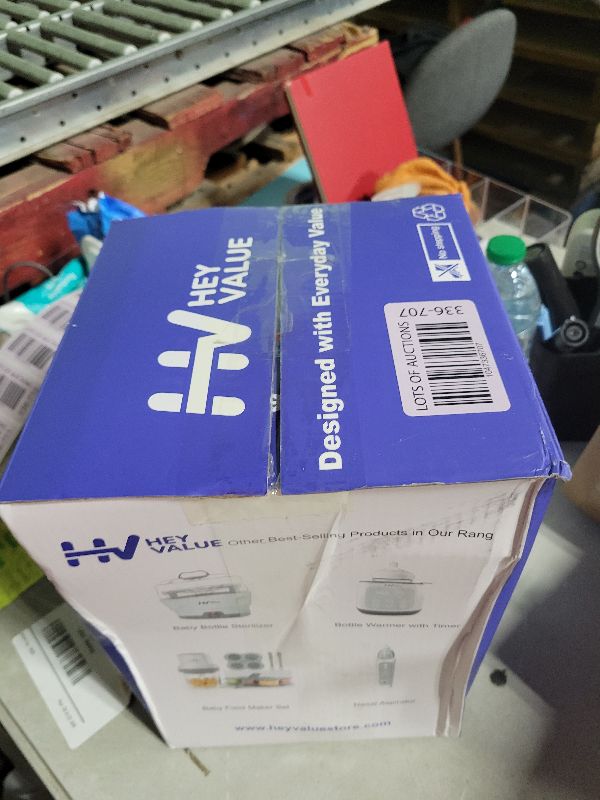 HEY
VALUE
Designed with Everyday Value
No stepping
LOTS OF AUCTIONS
336-707
HEY
VALUE
Other Best-Selling Products in Our Rang
Baby Bottle Sterilizer
Bottle Warmer with Timer
Baby Food Maker Set
Nasal Aspirator
www.heyvaluestore.com